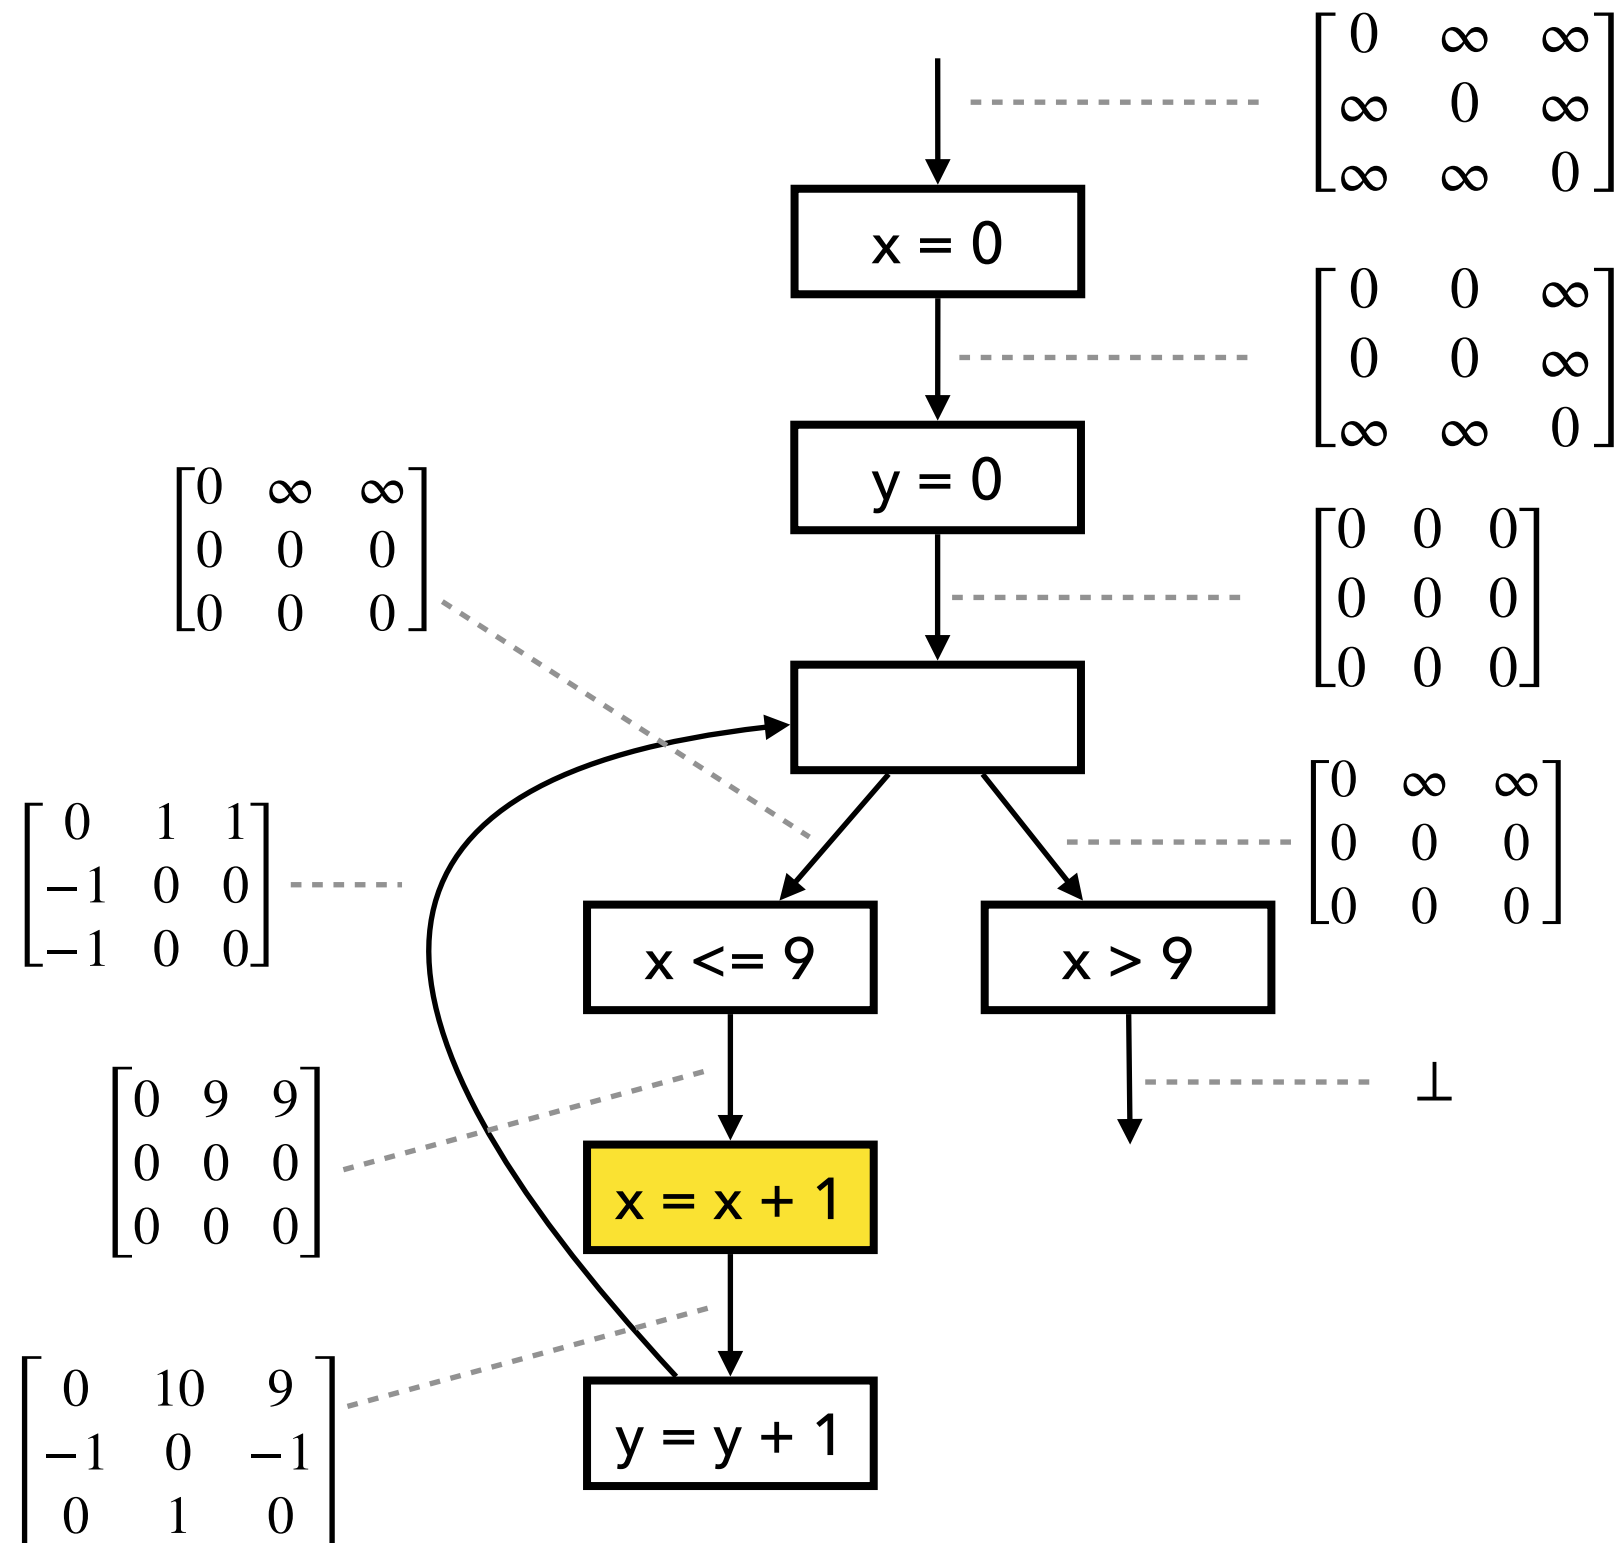 0 ∞ ∞
∞ 0 ∞
∞ ∞ 0
x = 0
0 0 ∞
0 0 ∞
∞ ∞ 0
y = 0
0 ∞ ∞
0 0 0
0 0 0
0 0 0
0 0 0
0 0 0
0 ∞ ∞
0 0 0
0 0 0
0 1 1
−1 0 0
−1 0 0
x <= 9
x > 9
0 9 9
0 0 0
0 0 0
⊥
x = x + 1
0 10 9
−1 0 −1
0 1 0
y = y + 1